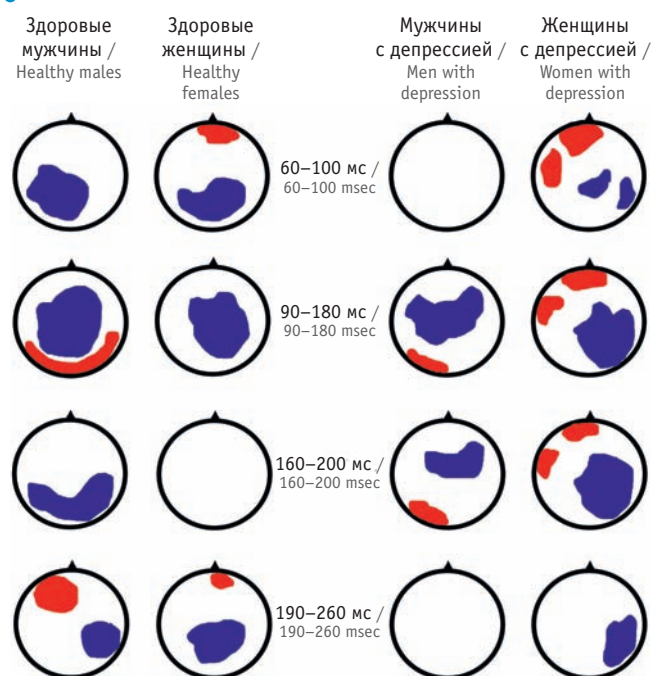 Здоровые
мужчины /
Healthy males
Здоровые
женщины /
Healthy
females
Мужчины
с депрессией /
Men with
depression
Женщины
с депрессией /
Women with
depression
60–100 мс /
60–100 msec
90–180 мс /
90–180 msec
160–200 мс /
160–200 msec
190–260 мс /
190–260 msec